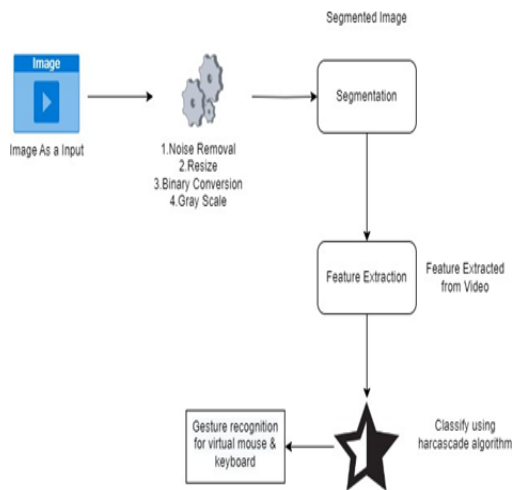 Segmented Image
Image
Image As a Input
1.Noise Removal
2.Resize
3.Binary Conversion
4.Gray Scale
Segmentation
Feature Extraction
Feature Extracted
from Video
Classify using
harcascade algorithm
Gesture recognition
for virtual mouse &
keyboard